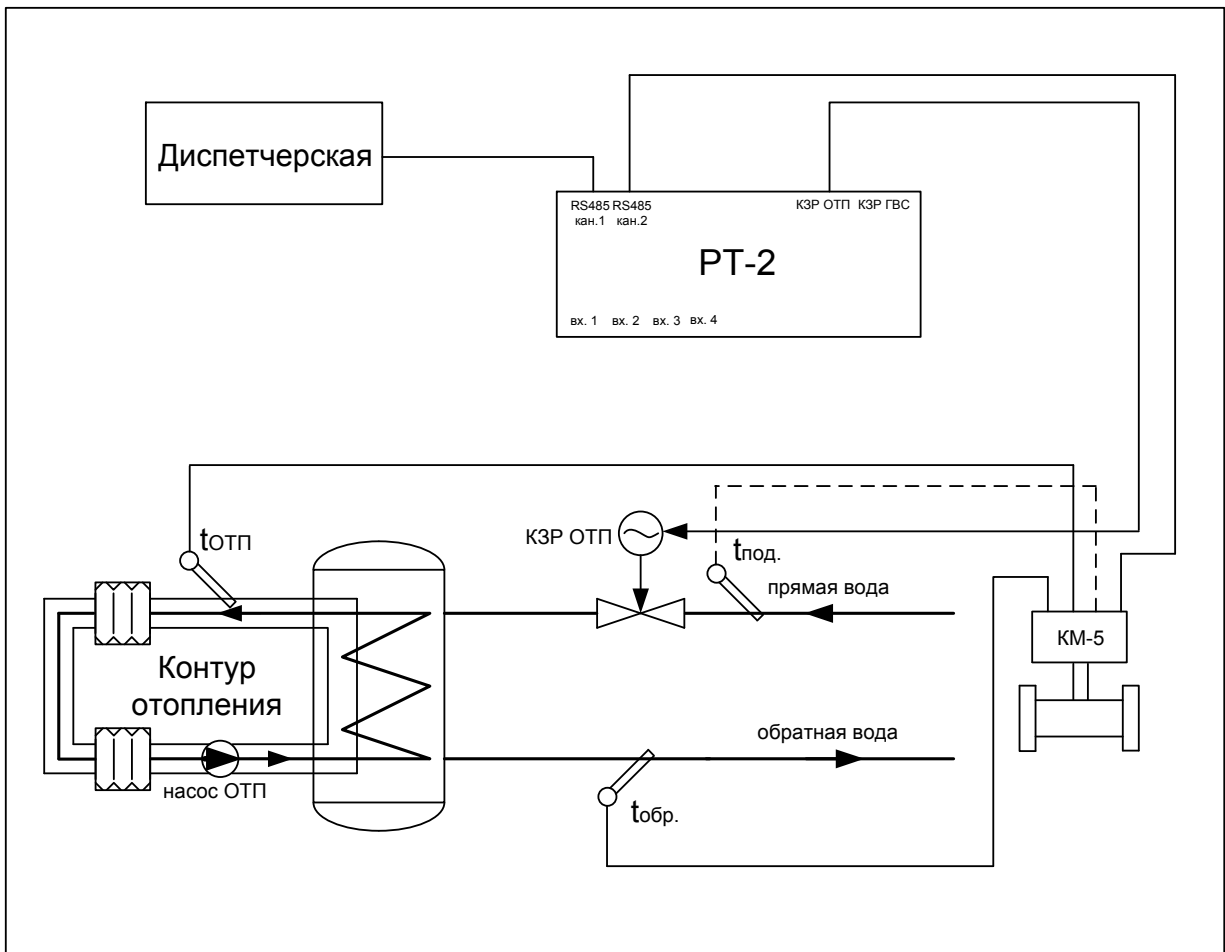 Диспетчерская
RS485 RS485
кан.1 кан.2
КЗР ОТП КЗР ГВС
РТ-2
вх. 1 вх. 2 вх. 3 вх. 4
tОТП
КЗР ОТП
tпод.
прямая вода
КМ-5
Контур
отопления
обратная вода
насос ОТП
tобр.